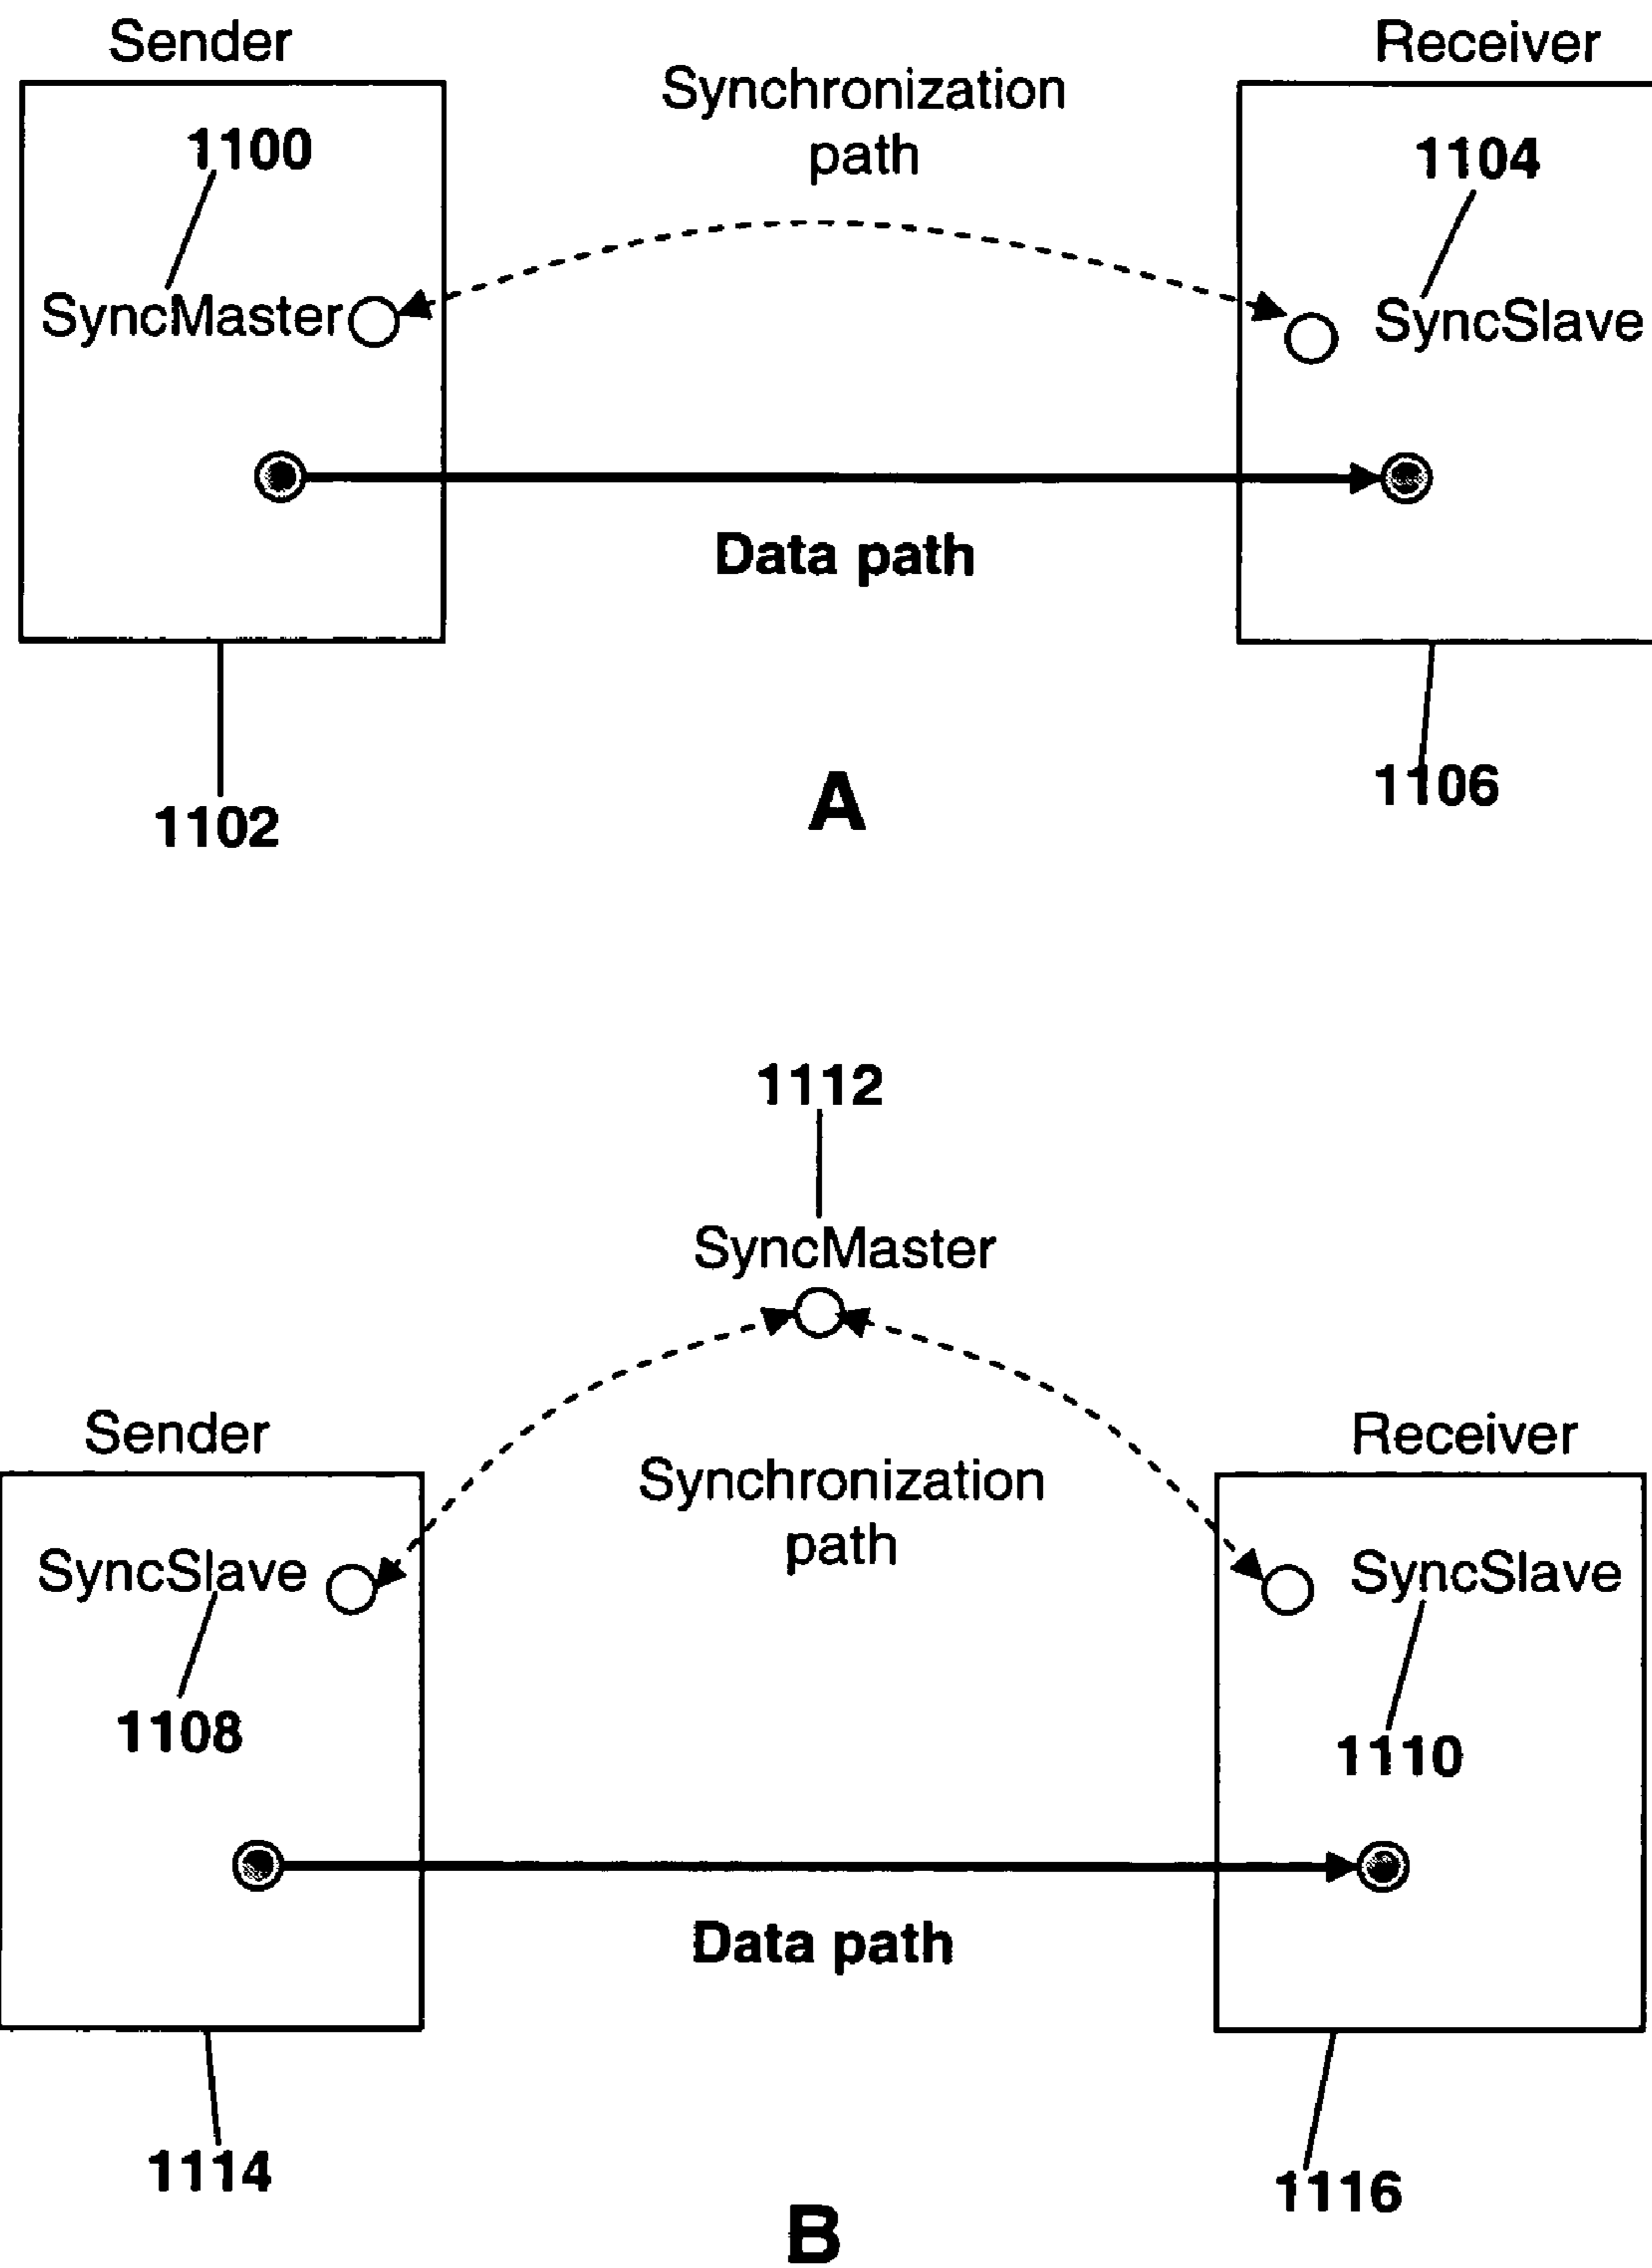 Sender
Receiver
Synchronization
path
1100
1104
SyncMaster
SyncSlave
Data path
1102
A
1106
1112
SyncMaster
Sender
Receiver
Synchronization
path
SyncSlave
SyncSlave
1108
1110
Data path
1114
1116
B